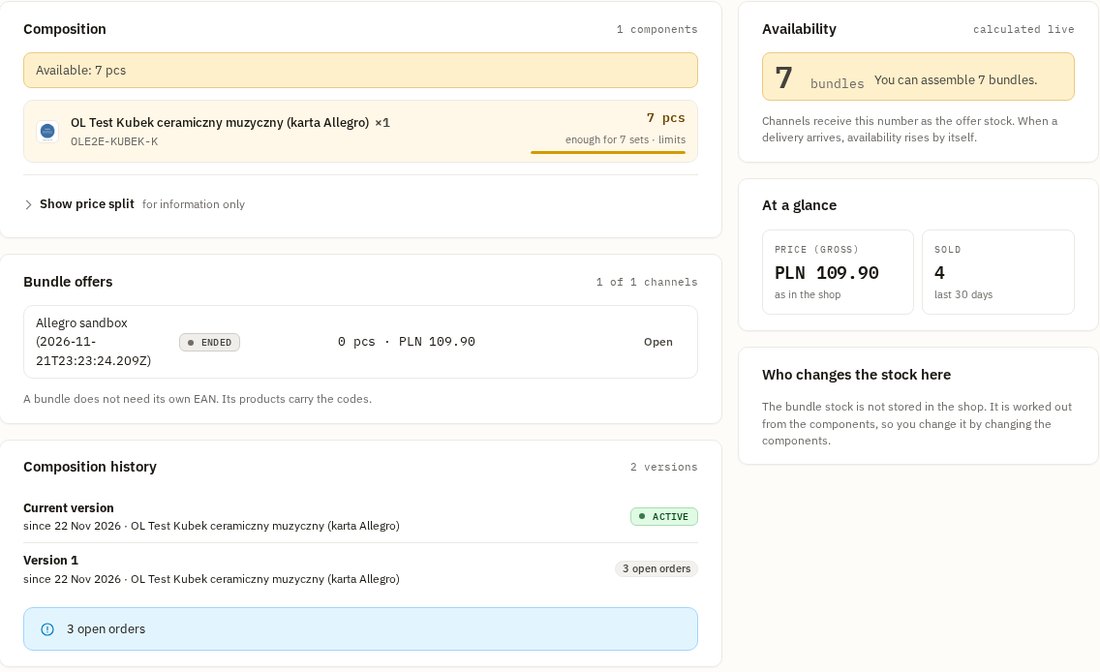 Composition
1 components
Available: 7 pcs
OL Test Kubek ceramiczny muzyczny (karta Allegro) ×1
7 pcs
OLE2E-KUBEK-K
enough for 7 sets · limits
Show price split for information only
Bundle offers
1 of 1 channels
Allegro sandbox
(2026-11-
21T23:23:24.209Z)
ENDED
0 pcs · PLN 109.90
Open
A bundle does not need its own EAN. Its products carry the codes.
Composition history
2 versions
Current version
since 22 Nov 2026 · OL Test Kubek ceramiczny muzyczny (karta Allegro)
ACTIVE
Version 1
since 22 Nov 2026 · OL Test Kubek ceramiczny muzyczny (karta Allegro)
3 open orders
3 open orders
Availability
calculated live
7 bundles You can assemble 7 bundles.
Channels receive this number as the offer stock. When a
delivery arrives, availability rises by itself.
At a glance
PRICE (GROSS)
PLN 109.90
as in the shop
SOLD
4
last 30 days
Who changes the stock here
The bundle stock is not stored in the shop. It is worked out
from the components, so you change it by changing the
components.